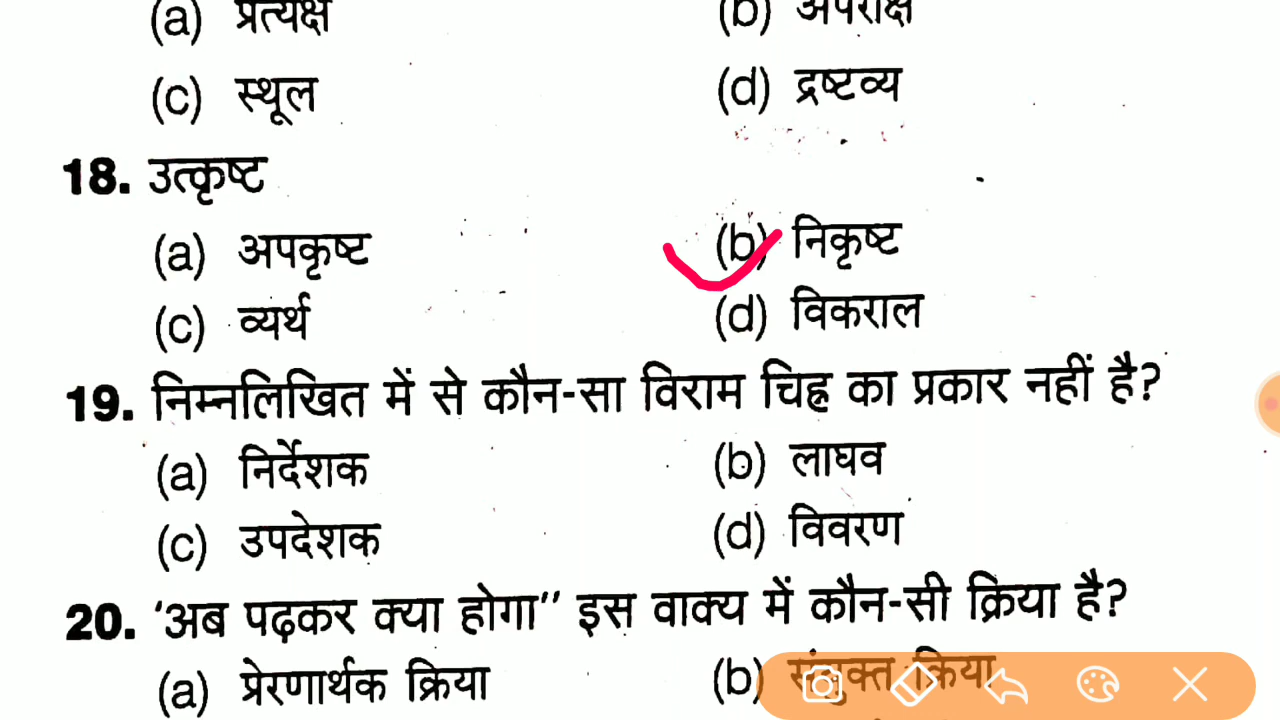 (a) प्रत्यक्ष (b) अपरोक्ष
(c) स्थूल (d) द्रष्टव्य
18. उत्कृष्ट
(a) अपकृष्ट (b) निकृष्ट
(c) व्यर्थ (d) विकराल
19. निम्नलिखित में से कौन-सा विराम चिह्न का प्रकार नहीं है?
(a) निर्देशक (b) लाघव
(c) उपदेशक (d) विवरण
20. 'अब पढ़कर क्या होगा" इस वाक्य में कौन-सी क्रिया है?
(a) प्रेरणार्थक क्रिया (b) संयुक्त क्रिया